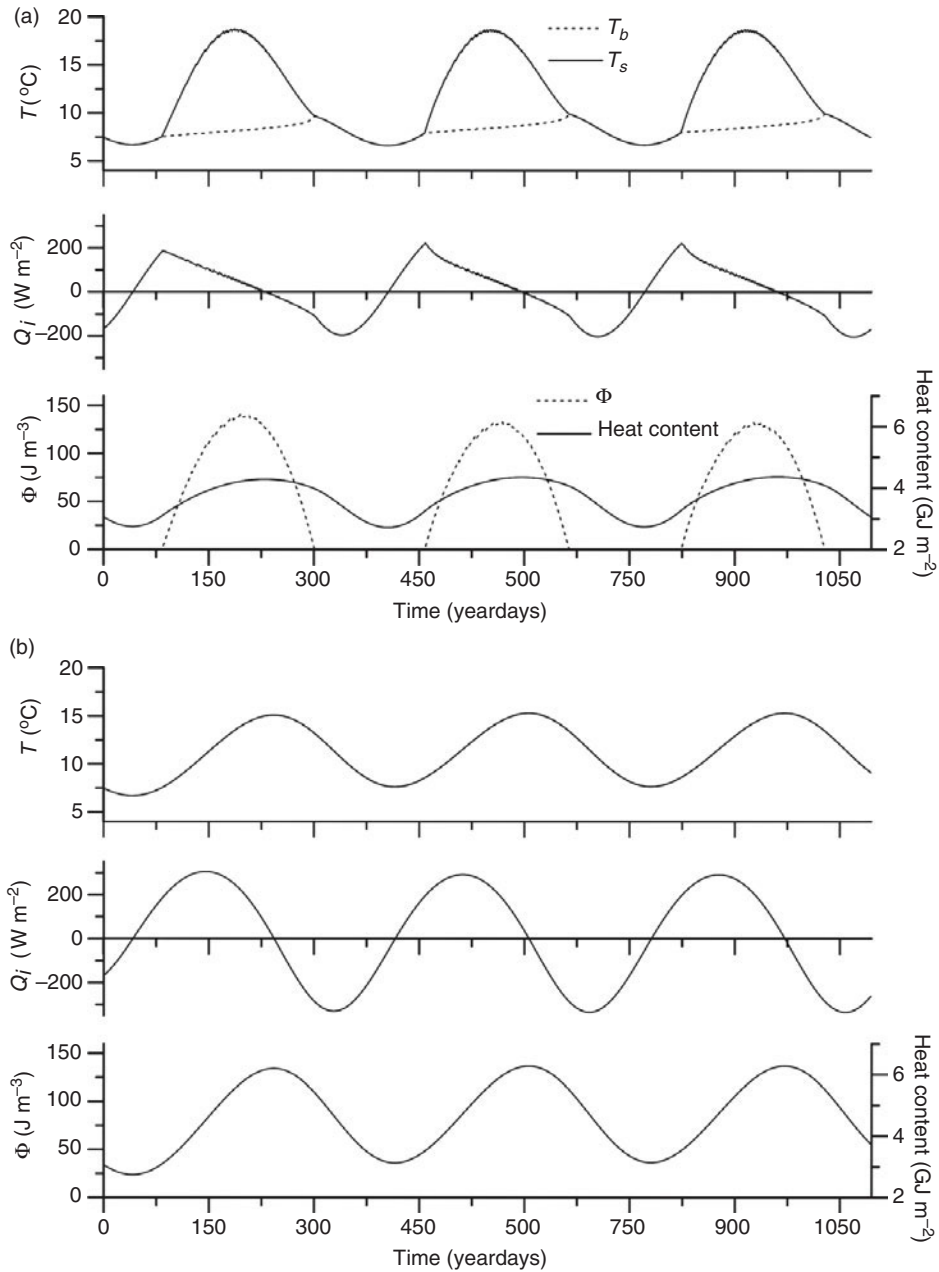 (a)
20
15
10
5
T (°C)
T_b
T_s
200
0
−200
Q_i (W m⁻²)
150
100
50
0
Φ (J m⁻³)
Φ
Heat content
6
4
2
Heat content (GJ m⁻²)
0 150 300 450 500 750 900 1050
Time (yeardays)
(b)
20
15
10
5
T (°C)
200
0
−200
Q_i (W m⁻²)
150
100
50
0
Φ (J m⁻³)
6
4
2
Heat content (GJ m⁻²)
0 150 300 450 500 750 900 1050
Time (yeardays)